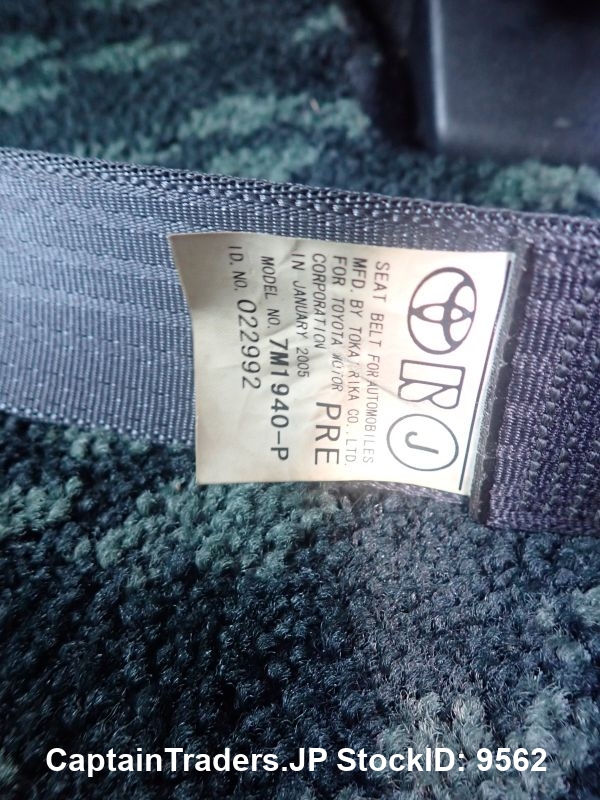 J
SEAT BELT FOR AUTOMOBILES
MFD. BY TOKAI RIKA CO., LTD.
FOR TOYOTA MOTOR
CORPORATION PRE
IN JANUARY 2005
MODEL NO. 7M1940-P
ID. NO. 022992
CaptainTraders.JP StockID: 9562